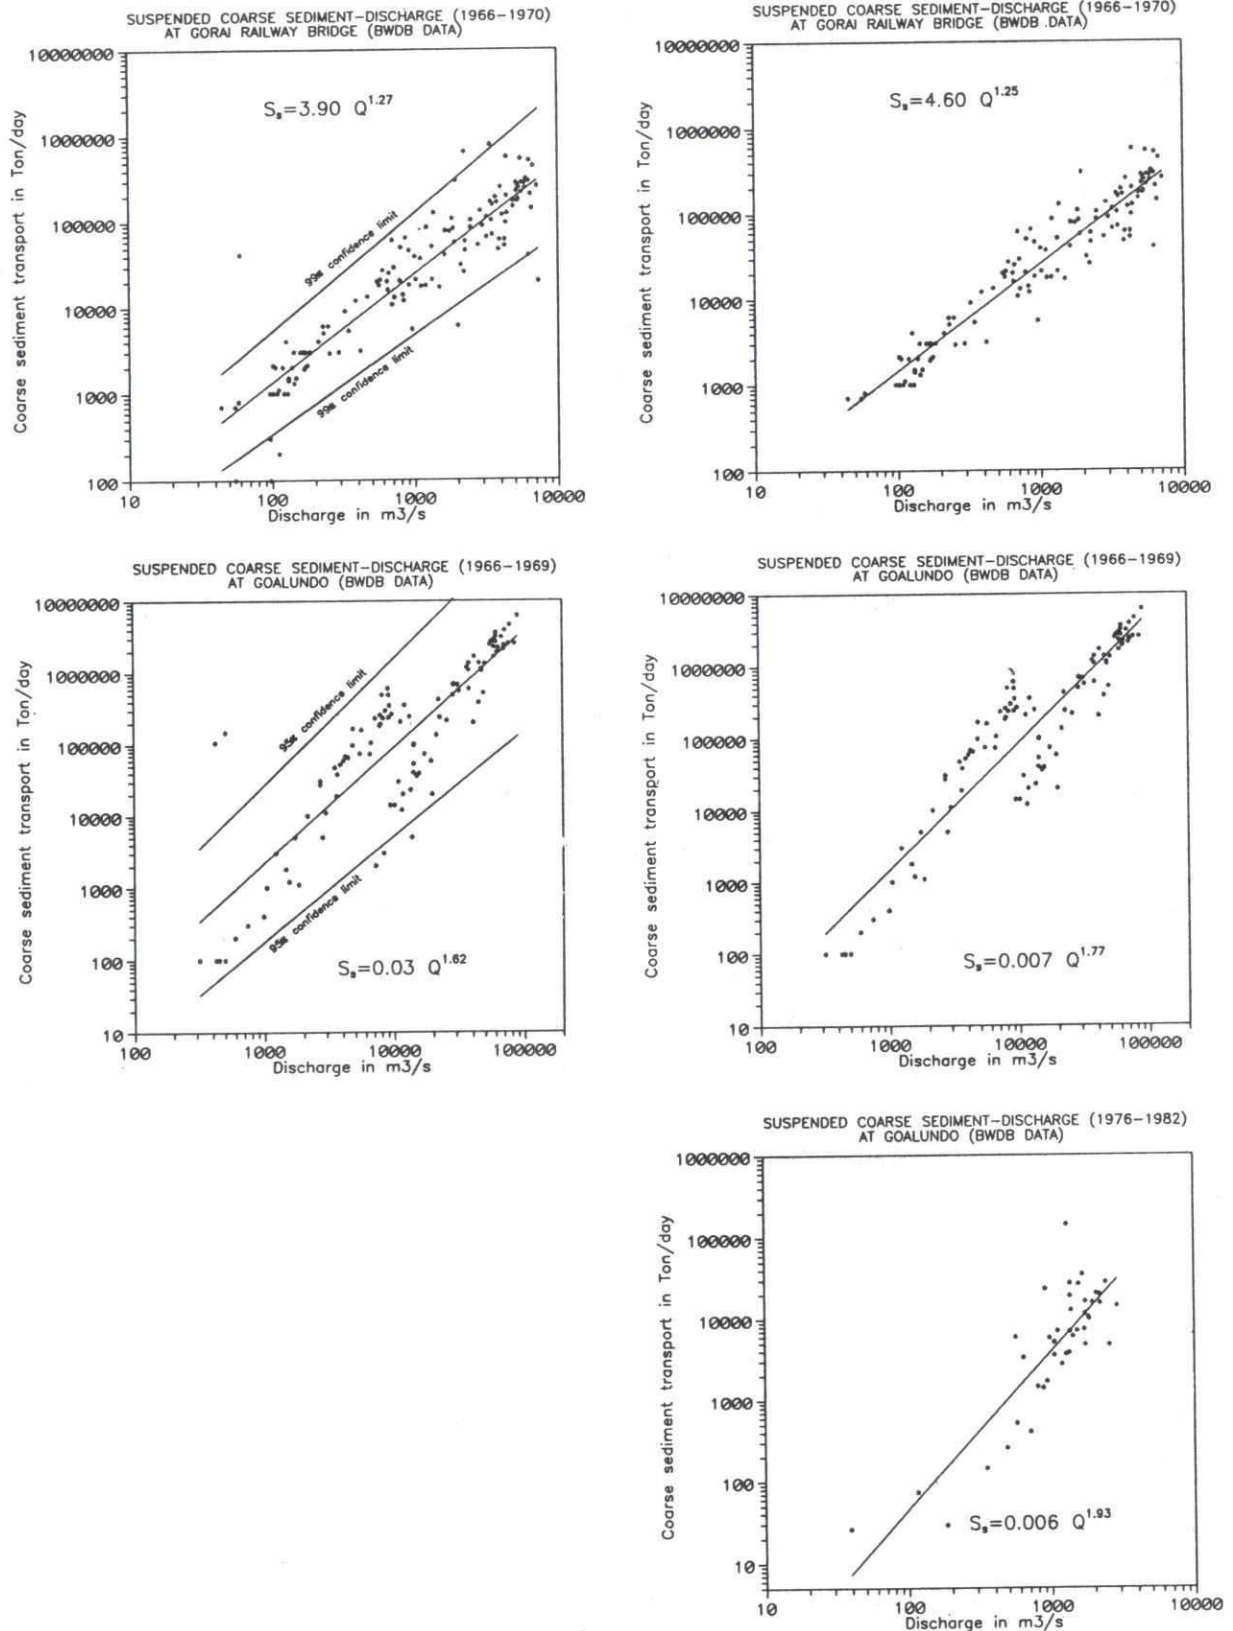 SUSPENDED COARSE SEDIMENT-DISCHARGE (1966-1970)
AT GORAI RAILWAY BRIDGE (BWDB DATA)
10000000
1000000
100000
10000
1000
100
Coarse sediment transport in Ton/day
Sₛ=3.90 Q^1.27
99% confidence limit
99% confidence limit
10
100
1000
10000
Discharge in m3/s
SUSPENDED COARSE SEDIMENT-DISCHARGE (1966-1970)
AT GORAI RAILWAY BRIDGE (BWDB DATA)
10000000
1000000
100000
10000
1000
100
Coarse sediment transport in Ton/day
Sₛ=4.60 Q^1.25
10
100
1000
10000
Discharge in m3/s
SUSPENDED COARSE SEDIMENT-DISCHARGE (1966-1969)
AT GOALUNDO (BWDB DATA)
10000000
1000000
100000
10000
1000
100
10
Coarse sediment transport in Ton/day
95% confidence limit
95% confidence limit
Sₛ=0.03 Q^1.62
100
1000
10000
100000
Discharge in m3/s
SUSPENDED COARSE SEDIMENT-DISCHARGE (1966-1969)
AT GOALUNDO (BWDB DATA)
10000000
1000000
100000
10000
1000
100
10
Coarse sediment transport in Ton/day
Sₛ=0.007 Q^1.77
100
1000
10000
100000
Discharge in m3/s
SUSPENDED COARSE SEDIMENT-DISCHARGE (1976-1982)
AT GOALUNDO (BWDB DATA)
1000000
100000
10000
1000
100
10
Coarse sediment transport in Ton/day
Sₛ=0.006 Q^1.93
10
100
1000
10000
Discharge in m3/s